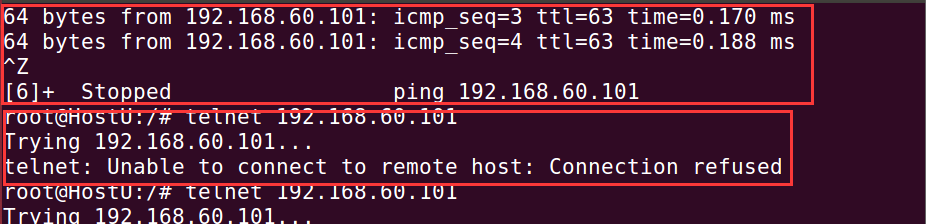 64 bytes from 192.168.60.101: icmp_seq=3 ttl=63 time=0.170 ms
64 bytes from 192.168.60.101: icmp_seq=4 ttl=63 time=0.188 ms
^Z
[6]+  Stopped                 ping 192.168.60.101
root@HostU:/# telnet 192.168.60.101
Trying 192.168.60.101...
telnet: Unable to connect to remote host: Connection refused
root@HostU:/# telnet 192.168.60.101
Trying 192.168.60.101...